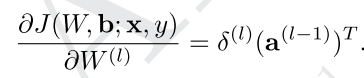 ∂J(W, b; x, y) / ∂W^(l) = δ^(l)(a^(l−1))^T.